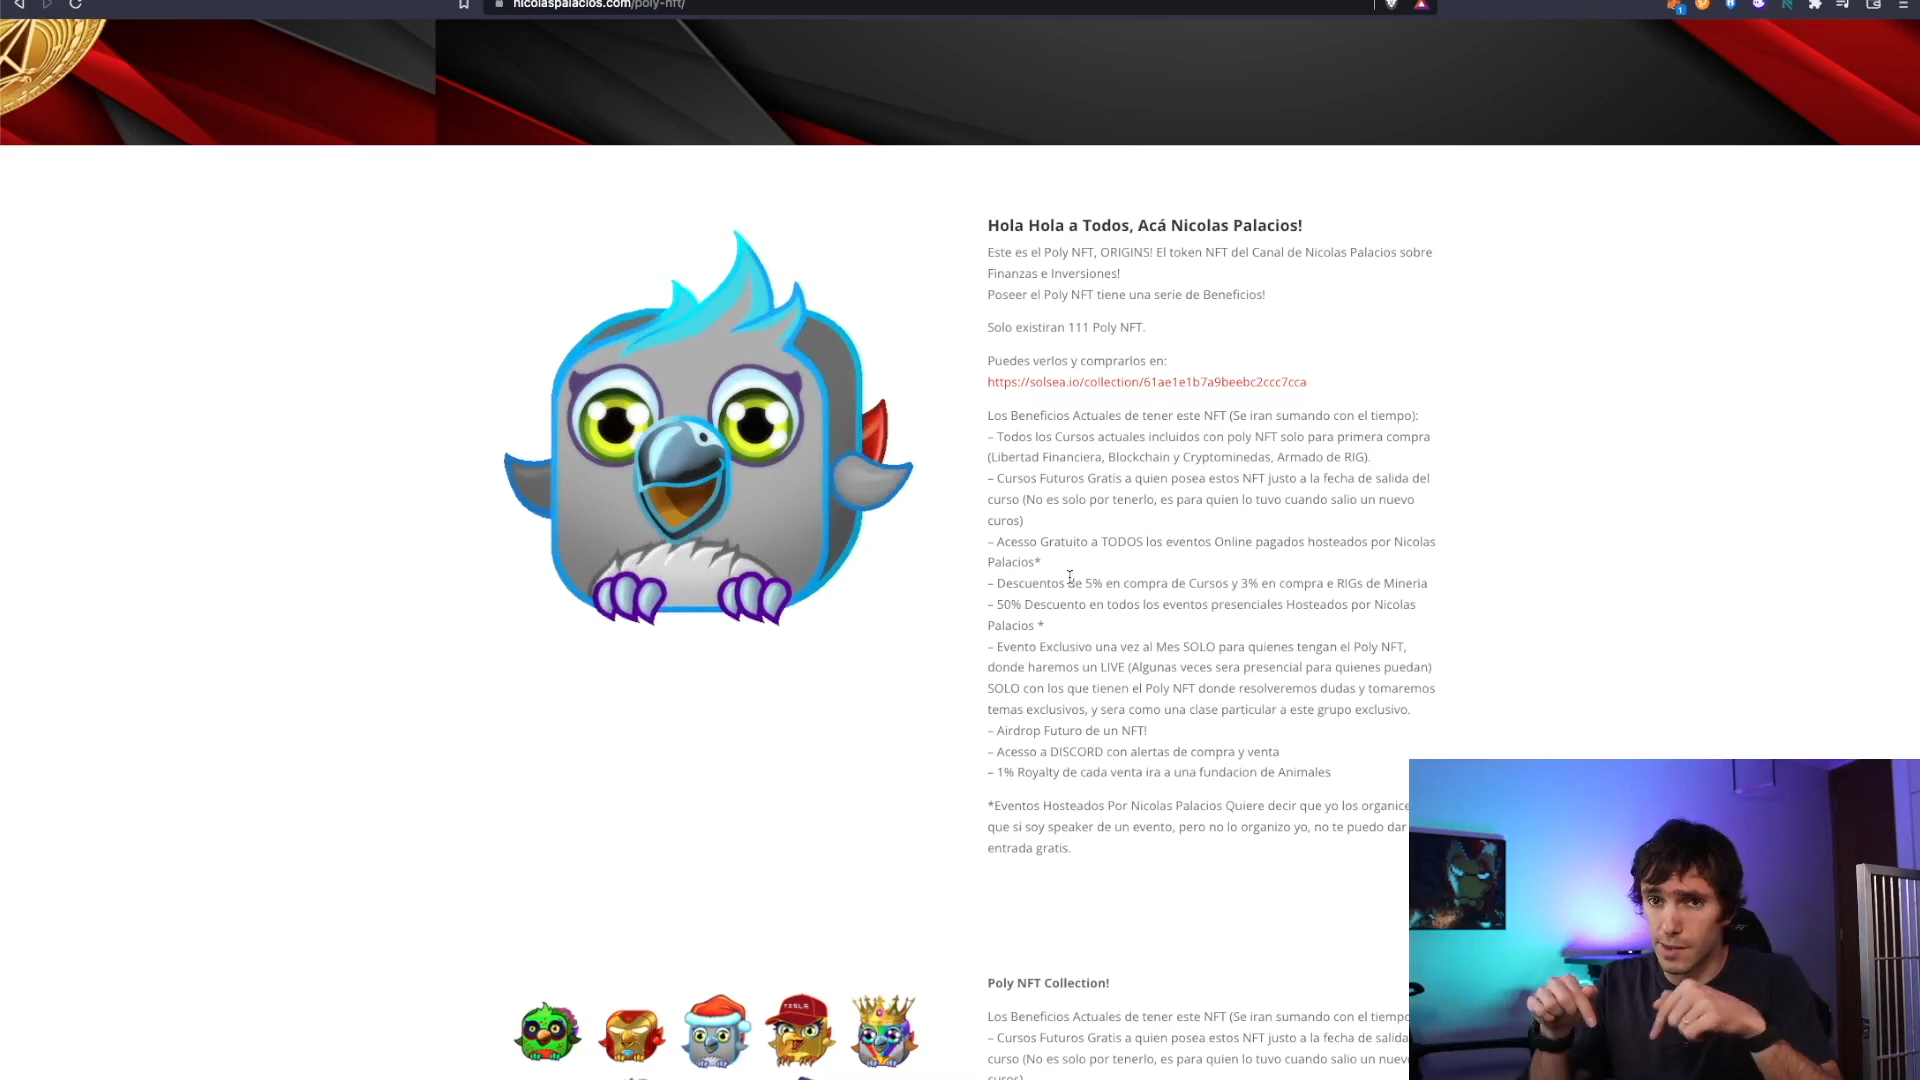 nicolaspalacios.com/poly-nft/
Hola Hola a Todos, Acá Nicolas Palacios!
Este es el Poly NFT, ORIGINS! El token NFT del Canal de Nicolas Palacios sobre
Finanzas e Inversiones!
Poseer el Poly NFT tiene una serie de Beneficios!
Solo existiran 111 Poly NFT.
Puedes verlos y comprarlos en:
https://solsea.io/collection/61ae1e1b7a9beebc2ccc7cca
Los Beneficios Actuales de tener este NFT (Se iran sumando con el tiempo):
– Todos los Cursos actuales incluidos con poly NFT solo para primera compra
(Libertad Financiera, Blockchain y Cryptominedas, Armado de RIG).
– Cursos Futuros Gratis a quien posea estos NFT justo a la fecha de salida del
curso (No es solo por tenerlo, es para quien lo tuvo cuando salio un nuevo
curos)
– Acesso Gratuito a TODOS los eventos Online pagados hosteados por Nicolas
Palacios*
– Descuentos de 5% en compra de Cursos y 3% en compra e RIGs de Mineria
– 50% Descuento en todos los eventos presenciales Hosteados por Nicolas
Palacios *
– Evento Exclusivo una vez al Mes SOLO para quienes tengan el Poly NFT,
donde haremos un LIVE (Algunas veces sera presencial para quienes puedan)
SOLO con los que tienen el Poly NFT donde resolveremos dudas y tomaremos
temas exclusivos, y sera como una clase particular a este grupo exclusivo.
– Airdrop Futuro de un NFT!
– Acesso a DISCORD con alertas de compra y venta
– 1% Royalty de cada venta ira a una fundacion de Animales
*Eventos Hosteados Por Nicolas Palacios Quiere decir que yo los organice
que si soy speaker de un evento, pero no lo organizo yo, no te puedo dar
entrada gratis.
TESLA
Poly NFT Collection!
Los Beneficios Actuales de tener este NFT (Se iran sumando con el tiempo
– Cursos Futuros Gratis a quien posea estos NFT justo a la fecha de salida
curso (No es solo por tenerlo, es para quien lo tuvo cuando salio un nuevo
curos)